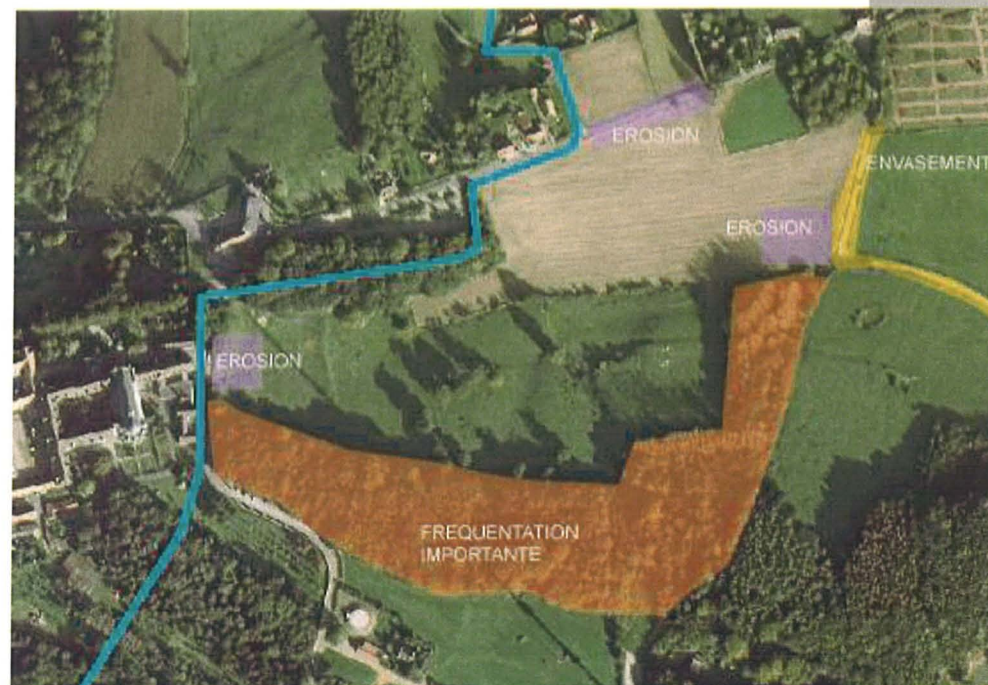 EROSION
ENVASEMENT
EROSION
EROSION
FREQUENTATION
IMPORTANTE